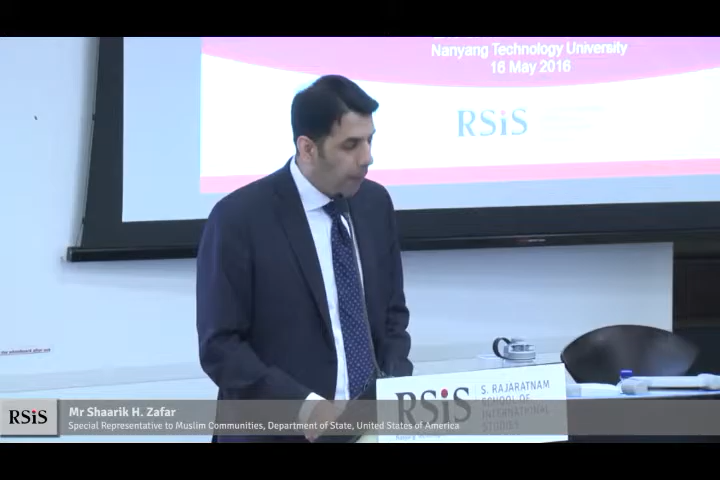 Nanyang Technology University
16 May 2016
RSiS
RSiS
S. RAJARATNAM
SCHOOL OF
INTERNATIONAL
STUDIES
RSiS
Mr Shaarik H. Zafar
Special Representative to Muslim Communities, Department of State, United States of America